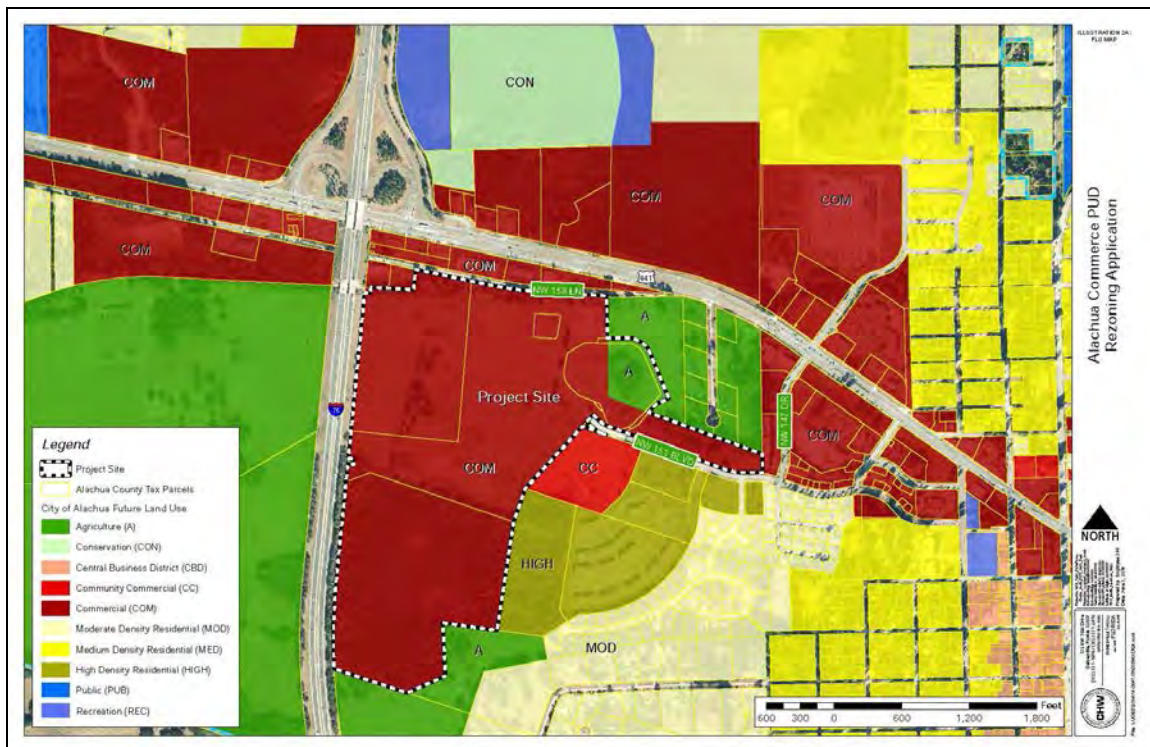 ILLUSTRATION 2A:
FLU MAP
Alachua Commerce PUD
Rezoning Application
COM
CON
COM
COM
COM
COM
441
NW 158 LN
A
A
Project Site
75
NW 147 DR
COM
NW 151 BLVD
CC
COM
HIGH
A
MOD
Legend
Project Site
Alachua County Tax Parcels
City of Alachua Future Land Use
Agriculture (A)
Conservation (CON)
Central Business District (CBD)
Community Commercial (CC)
Commercial (COM)
Moderate Density Residential (MOD)
Medium Density Residential (MED)
High Density Residential (HIGH)
Public (PUB)
Recreation (REC)
Feet
600 300 0 600 1,200 1,800
NORTH
CHW